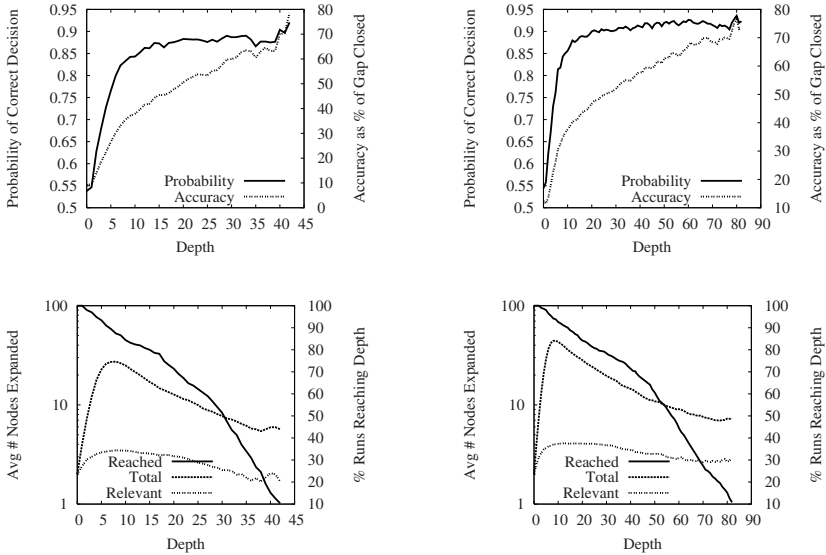 Probability of Correct Decision
0.95
0.9
0.85
0.8
0.75
0.7
0.65
0.6
0.55
0.5
0 5 10 15 20 25 30 35 40 45
Depth
80
70
60
50
40
30
20
10
0
Accuracy as % of Gap Closed
Probability
Accuracy
Probability of Correct Decision
0.95
0.9
0.85
0.8
0.75
0.7
0.65
0.6
0.55
0.5
0 10 20 30 40 50 60 70 80 90
Depth
80
70
60
50
40
30
20
10
Accuracy as % of Gap Closed
Probability
Accuracy
Avg # Nodes Expanded
100
10
1
0 5 10 15 20 25 30 35 40 45
Depth
100
90
80
70
60
50
40
30
20
10
% Runs Reaching Depth
Reached
Total
Relevant
Avg # Nodes Expanded
100
10
1
0 10 20 30 40 50 60 70 80 90
Depth
100
90
80
70
60
50
40
30
20
10
% Runs Reaching Depth
Reached
Total
Relevant